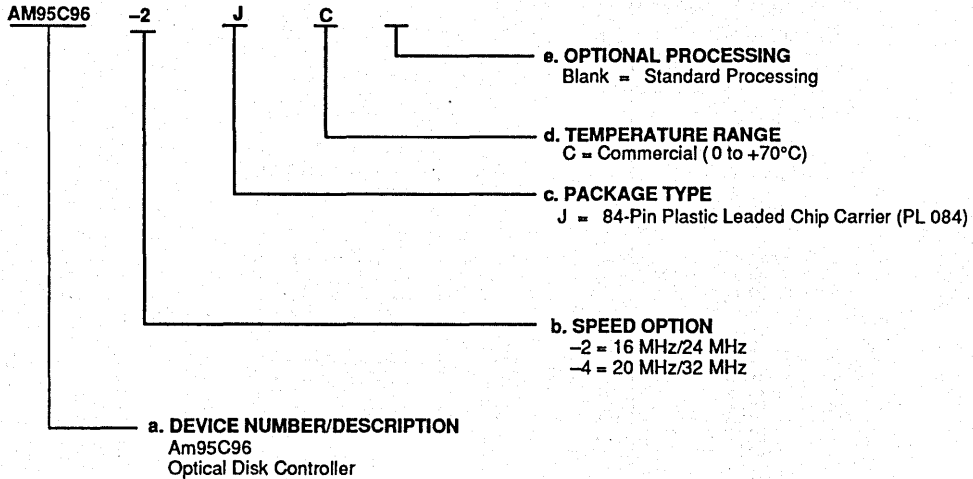 AM95C96 –2 J C
e. OPTIONAL PROCESSING
Blank = Standard Processing
d. TEMPERATURE RANGE
C = Commercial (0 to +70°C)
c. PACKAGE TYPE
J = 84-Pin Plastic Leaded Chip Carrier (PL 084)
b. SPEED OPTION
–2 = 16 MHz/24 MHz
–4 = 20 MHz/32 MHz
a. DEVICE NUMBER/DESCRIPTION
Am95C96
Optical Disk Controller